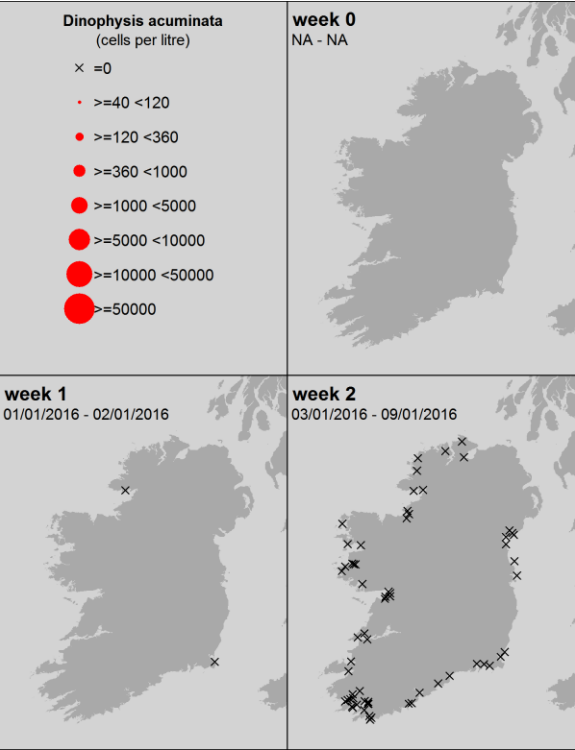 Dinophysis acuminata
(cells per litre)
× =0
>=40 <120
>=120 <360
>=360 <1000
>=1000 <5000
>=5000 <10000
>=10000 <50000
>=50000
week 0
NA - NA
week 1
01/01/2016 - 02/01/2016
week 2
03/01/2016 - 09/01/2016